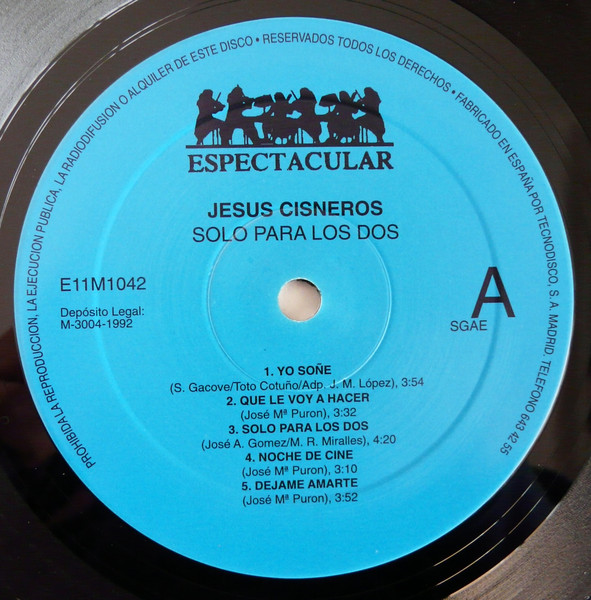 PROHIBIDA LA REPRODUCCION, LA EJECUCION PUBLICA, LA RADIODIFUSION O ALQUILER DE ESTE DISCO • RESERVADOS TODOS LOS DERECHOS • FABRICADO EN ESPAÑA POR TECNODISCO, S. A. MADRID. TELEFONO 643 42 55
ESPECTACULAR
JESUS CISNEROS
SOLO PARA LOS DOS
E11M1042
Depósito Legal:
M-3004-1992
A
SGAE
1. YO SOÑE
(S. Gacove/Toto Cotuño/Adp. J. M. López), 3:54
2. QUE LE VOY A HACER
(José Mª Puron), 3:32
3. SOLO PARA LOS DOS
(José A. Gomez/M. R. Miralles), 4:20
4. NOCHE DE CINE
(José Mª Puron), 3:10
5. DEJAME AMARTE
(José Mª Puron), 3:52